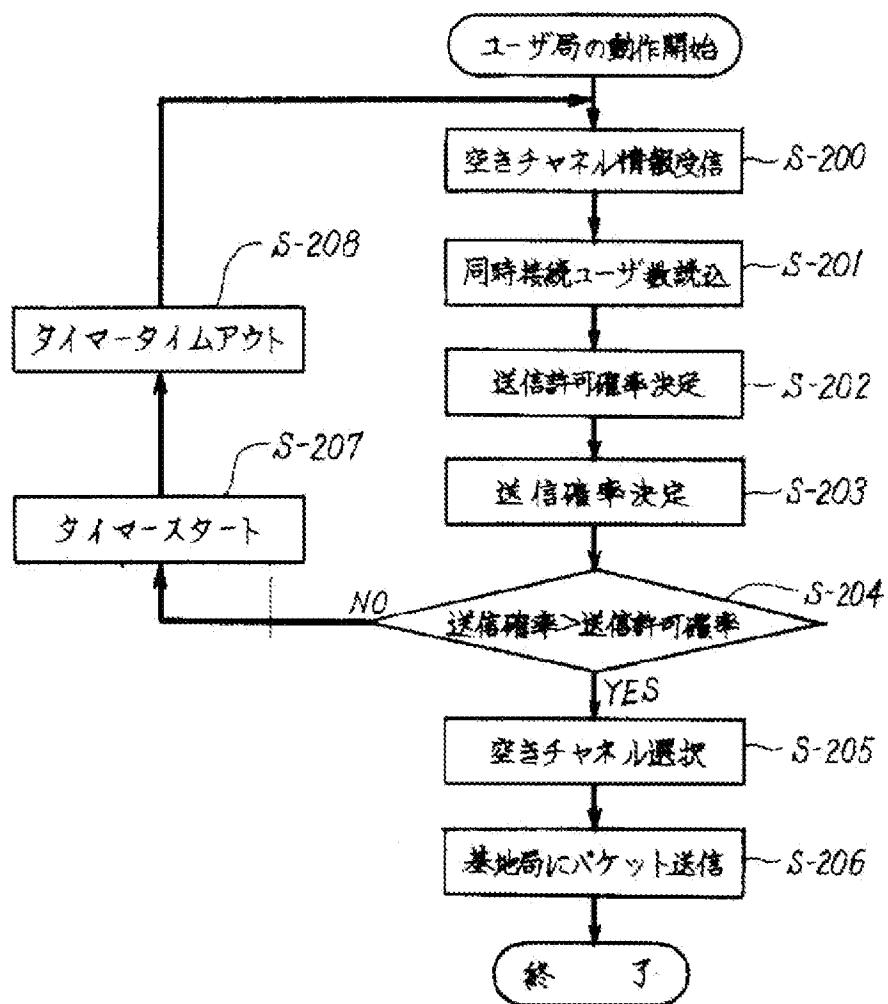 ユーザ局の動作開始
空きチャネル情報受信
S-200
同時接続ユーザ数読込
S-201
送信許可確率決定
S-202
送信確率決定
S-203
送信確率>送信許可確率
S-204
NO
YES
タイマースタート
S-207
タイマータイムアウト
S-208
空きチャネル選択
S-205
基地局にパケット送信
S-206
終 了